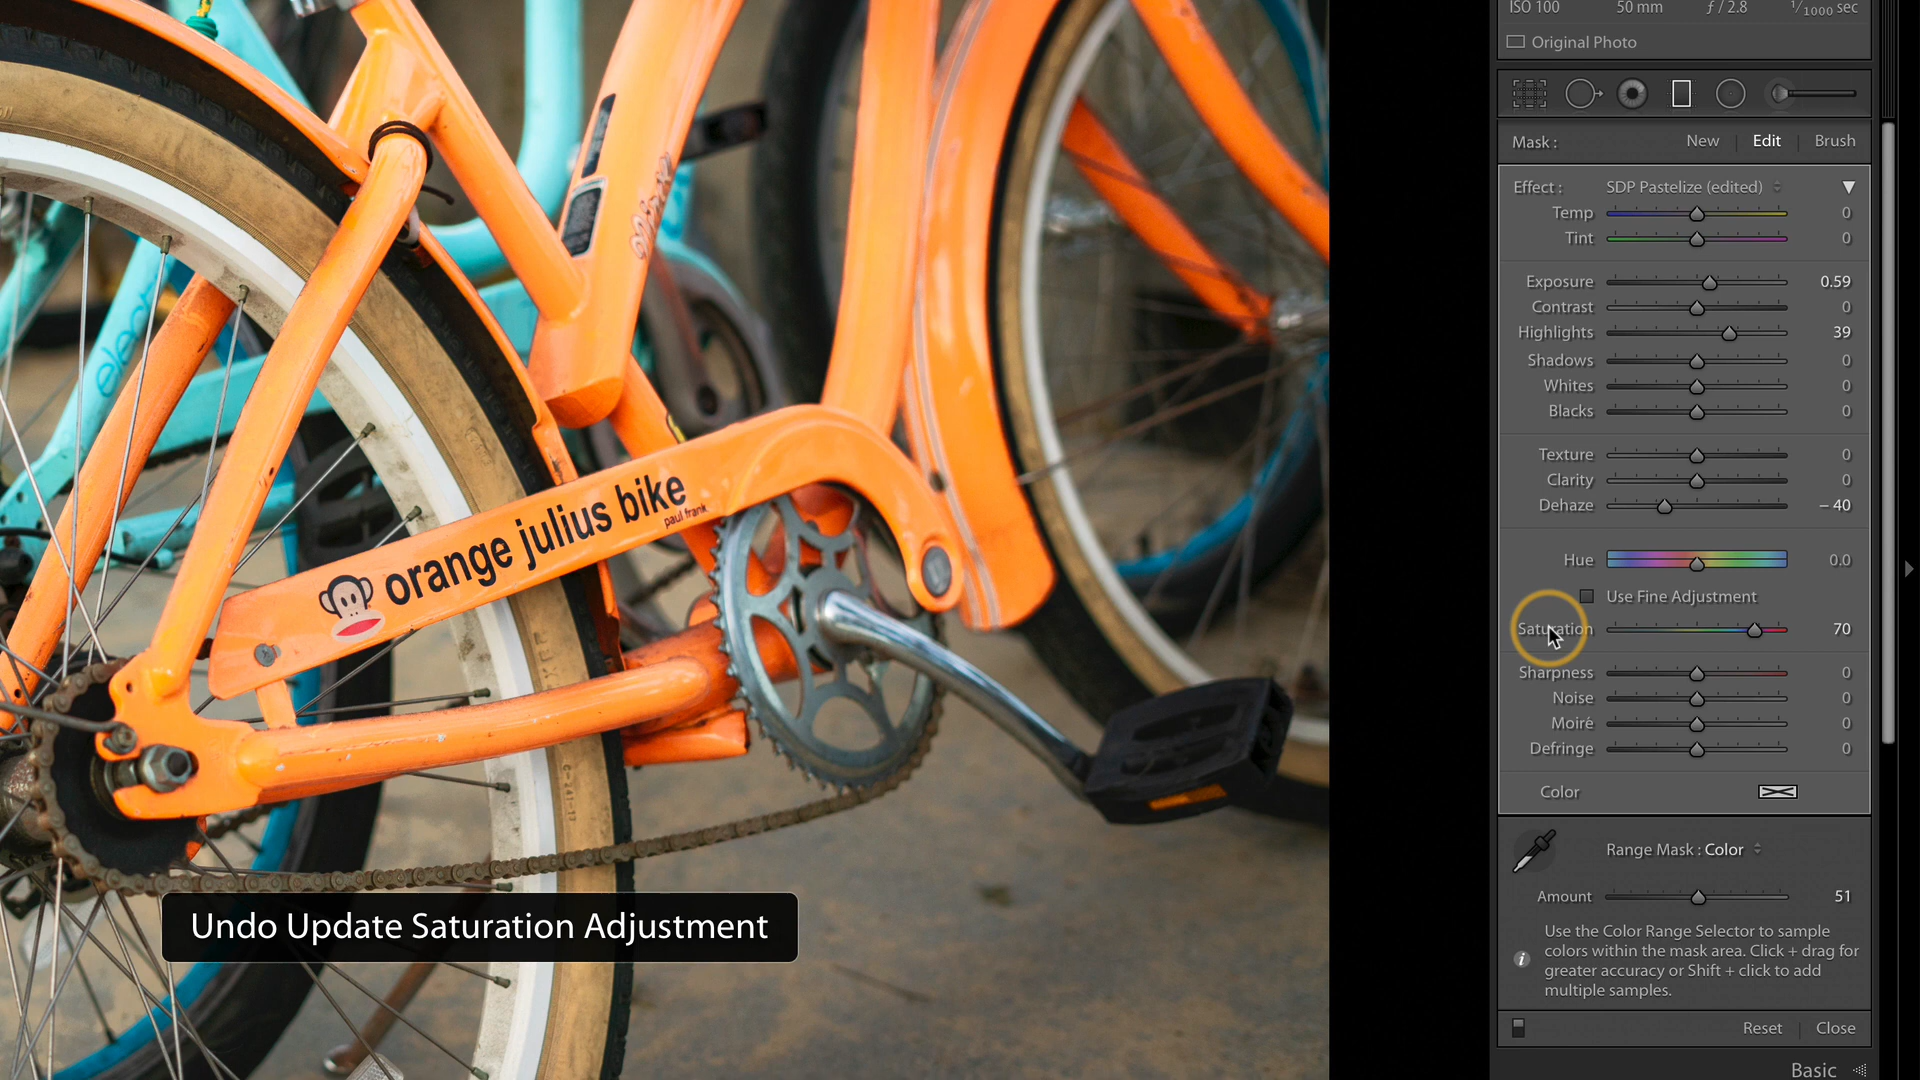 ISO 100 50 mm ƒ / 2.8 1/1000 sec
Original Photo
Mask : New Edit Brush
Effect : SDP Pastelize (edited)
Temp 0
Tint 0
Exposure 0.59
Contrast 0
Highlights 39
Shadows 0
Whites 0
Blacks 0
Texture 0
Clarity 0
Dehaze – 40
Hue 0.0
Use Fine Adjustment
Saturation 70
Sharpness 0
Noise 0
Moiré 0
Defringe 0
Color
Range Mask : Color
Amount 51
Use the Color Range Selector to sample
colors within the mask area. Click + drag for
greater accuracy or Shift + click to add
multiple samples.
Reset Close
Basic
elect
orange julius bike
paul frank
Undo Update Saturation Adjustment